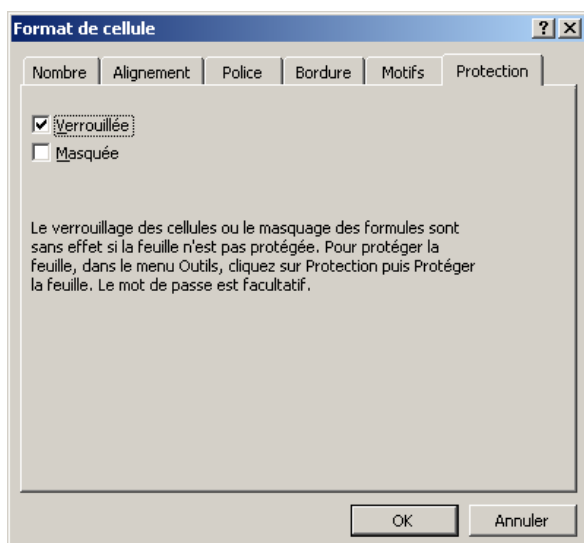 Format de cellule
Nombre Alignement Police Bordure Motifs Protection
Verrouillée
Masquée
Le verrouillage des cellules ou le masquage des formules sont
sans effet si la feuille n'est pas protégée. Pour protéger la
feuille, dans le menu Outils, cliquez sur Protection puis Protéger
la feuille. Le mot de passe est facultatif.
OK Annuler